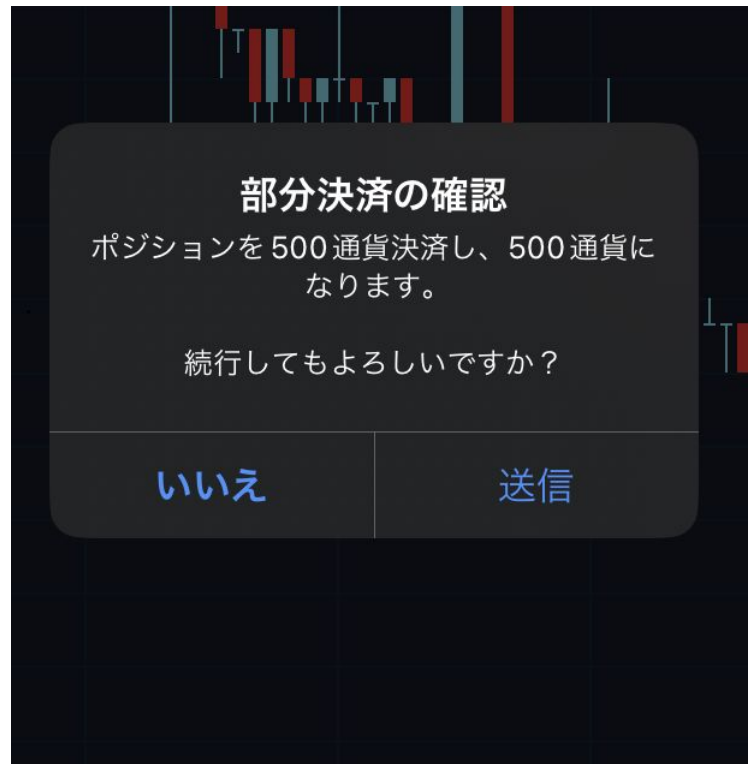 部分決済の確認
ポジションを500通貨決済し、500通貨に
なります。
続行してもよろしいですか？
いいえ
送信